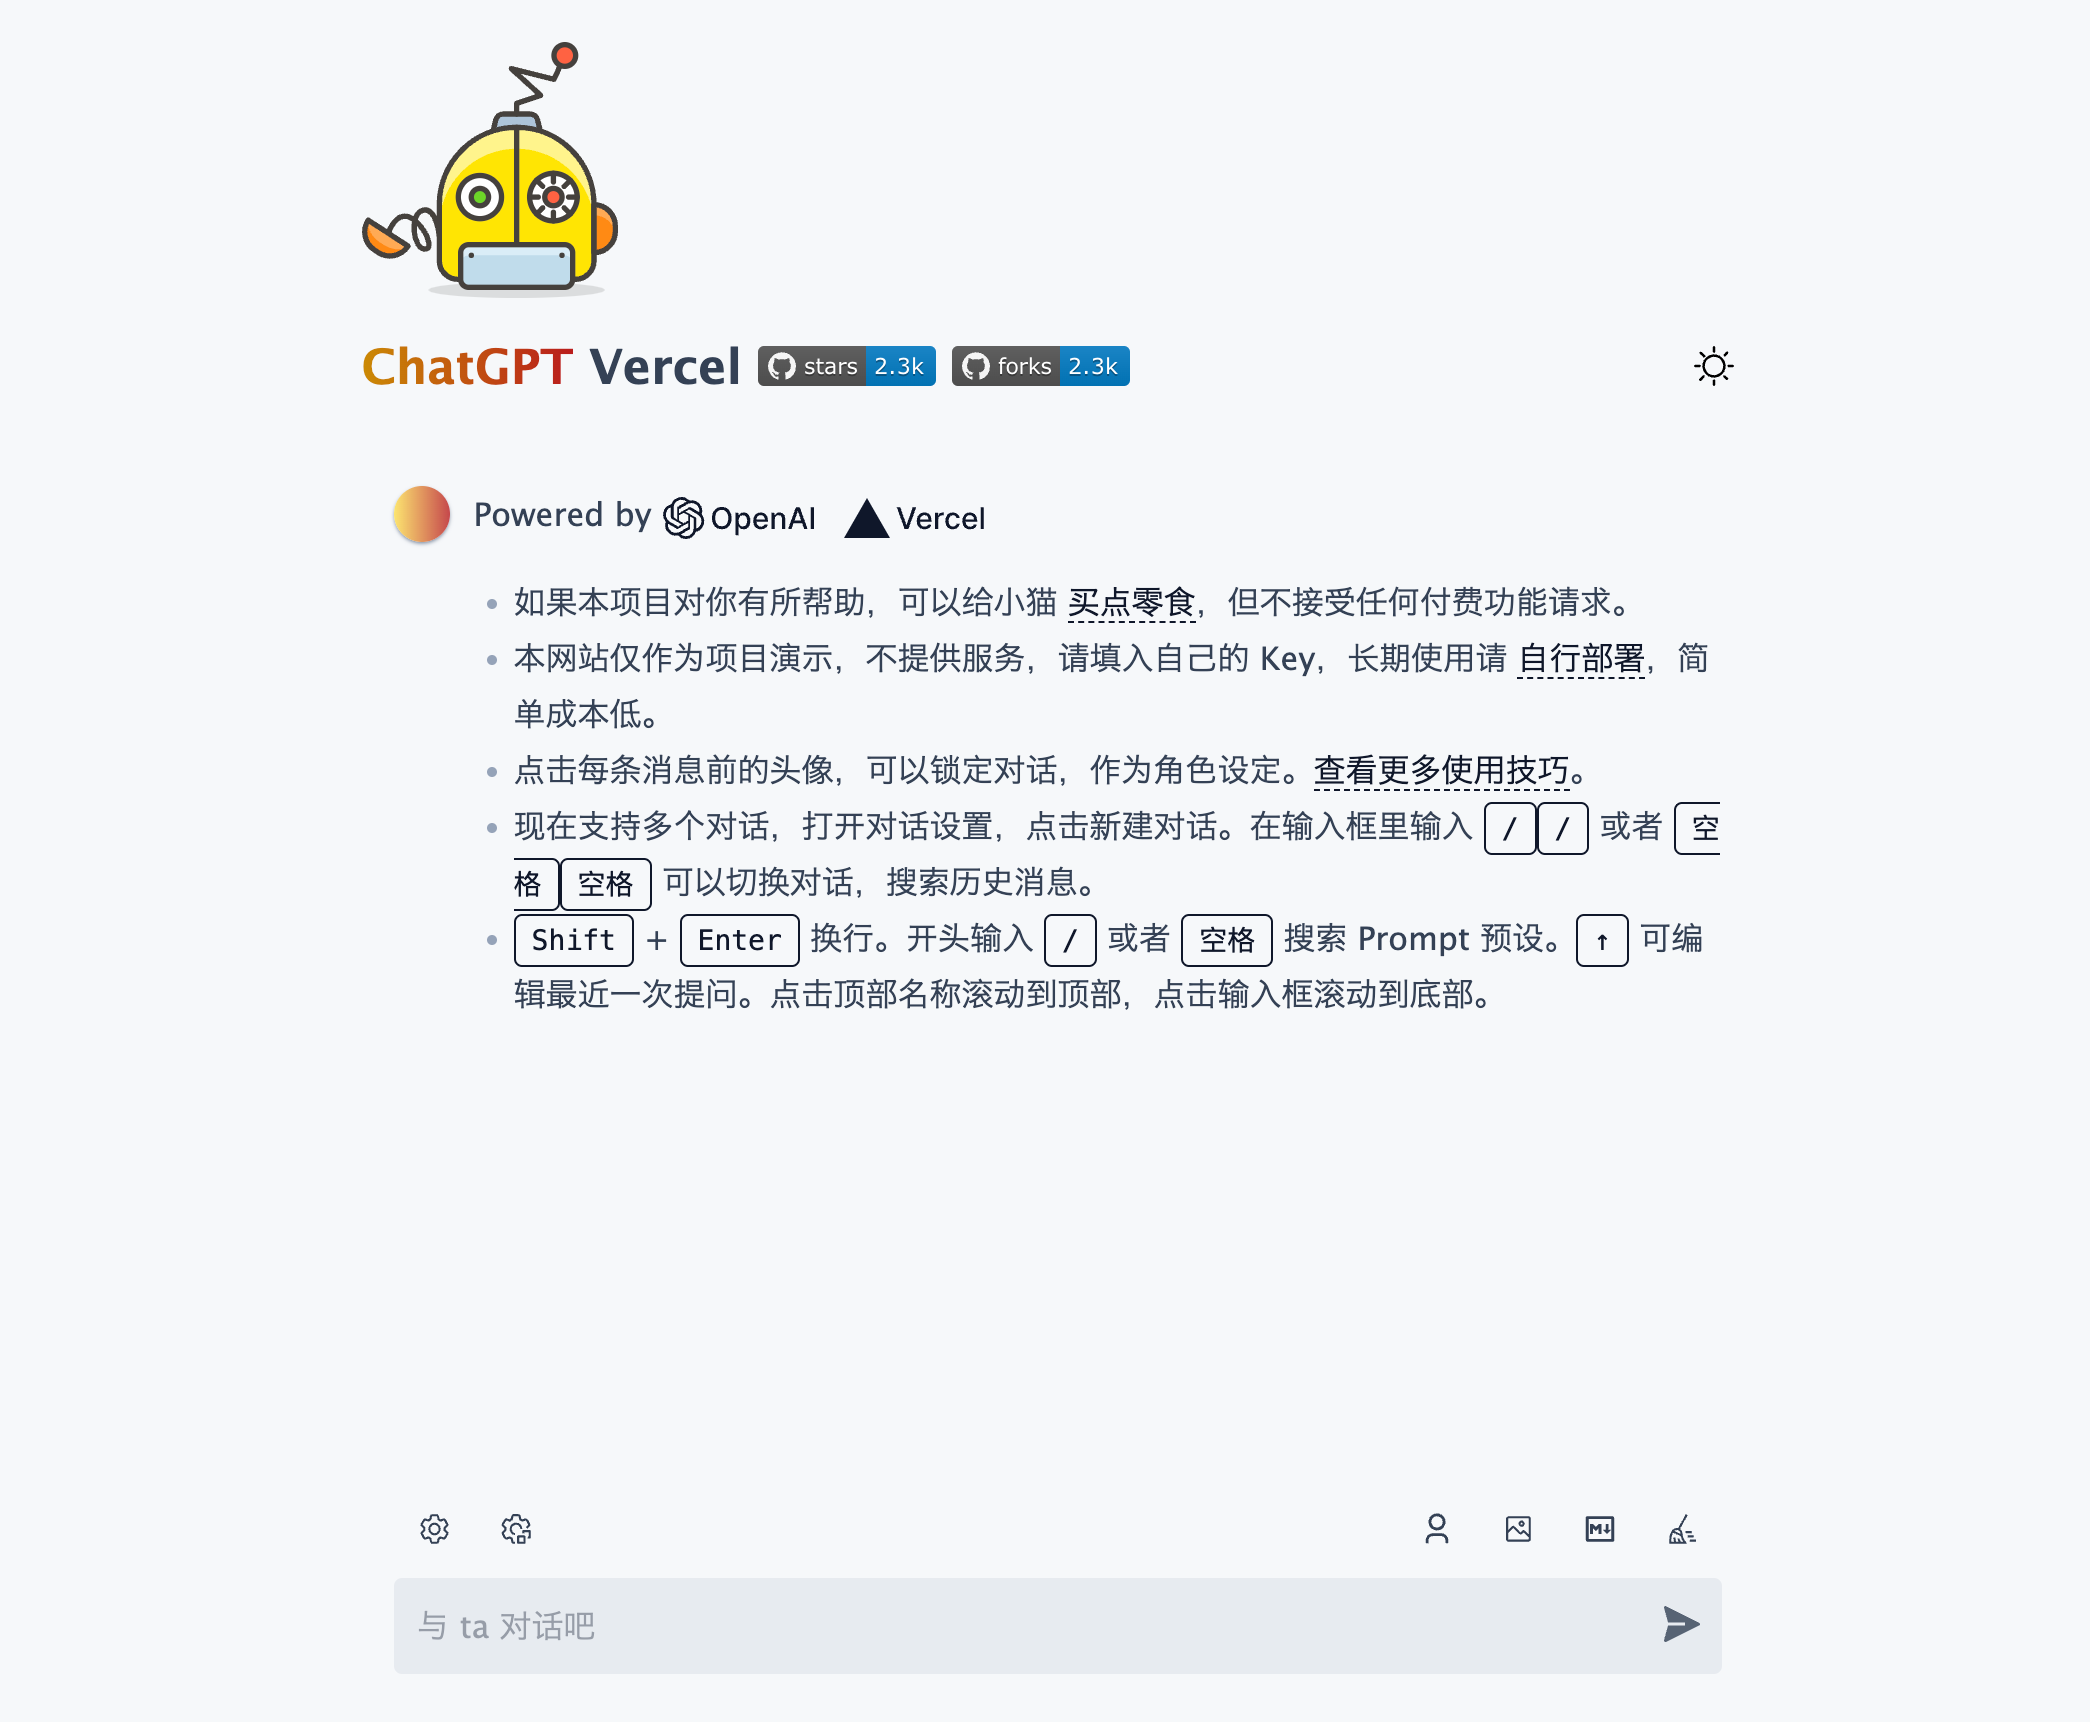 ChatGPT Vercel stars 2.3k forks 2.3k
Powered by OpenAI Vercel
如果本项目对你有所帮助，可以给小猫 买点零食，但不接受任何付费功能请求。
本网站仅作为项目演示，不提供服务，请填入自己的 Key，长期使用请 自行部署，简
单成本低。
点击每条消息前的头像，可以锁定对话，作为角色设定。查看更多使用技巧。
现在支持多个对话，打开对话设置，点击新建对话。在输入框里输入 / / 或者 空
格 空格 可以切换对话，搜索历史消息。
Shift + Enter 换行。开头输入 / 或者 空格 搜索 Prompt 预设。 ↑ 可编
辑最近一次提问。点击顶部名称滚动到顶部，点击输入框滚动到底部。
M↓
与 ta 对话吧